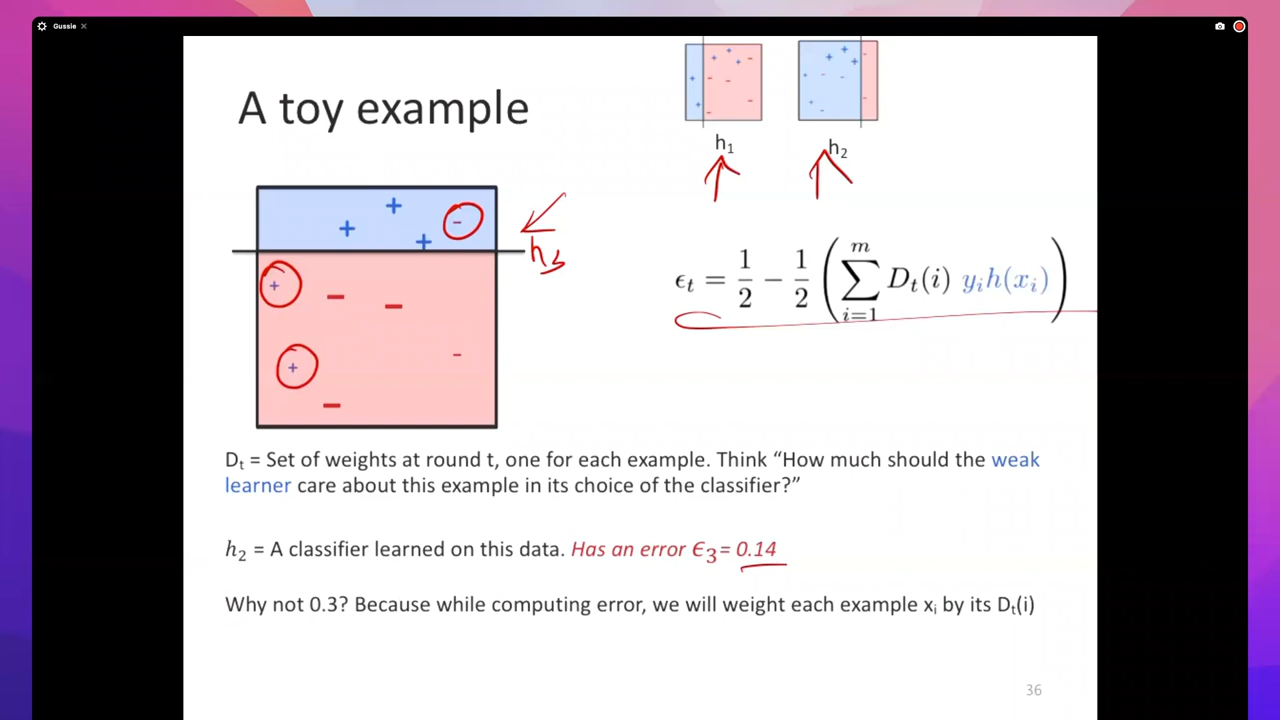 Gussie ×
A toy example
h₁
h₂
h₃
ϵₜ = 1/2 − 1/2 ( ∑ᵢ₌₁ᵐ Dₜ(i) yᵢh(xᵢ) )
Dₜ = Set of weights at round t, one for each example. Think “How much should the weak
learner care about this example in its choice of the classifier?”
h₂ = A classifier learned on this data. Has an error ϵ₃= 0.14
Why not 0.3? Because while computing error, we will weight each example xᵢ by its Dₜ(i)
36